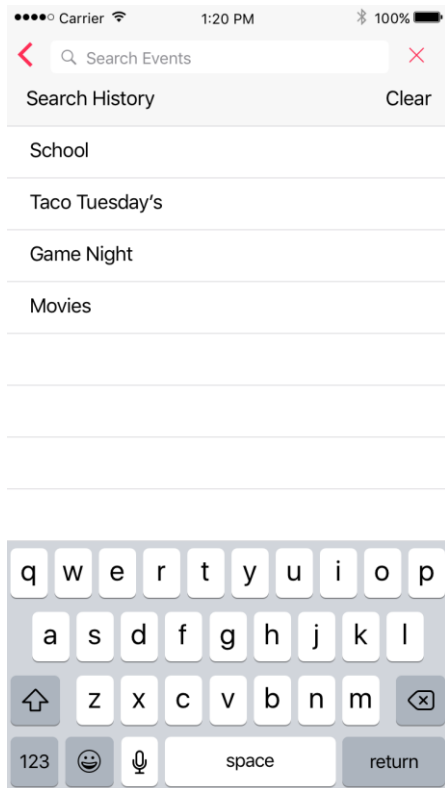 Carrier 1:20 PM 100%
Search Events
Search History Clear
School
Taco Tuesday’s
Game Night
Movies
q w e r t y u i o p
a s d f g h j k l
z x c v b n m
123 space return